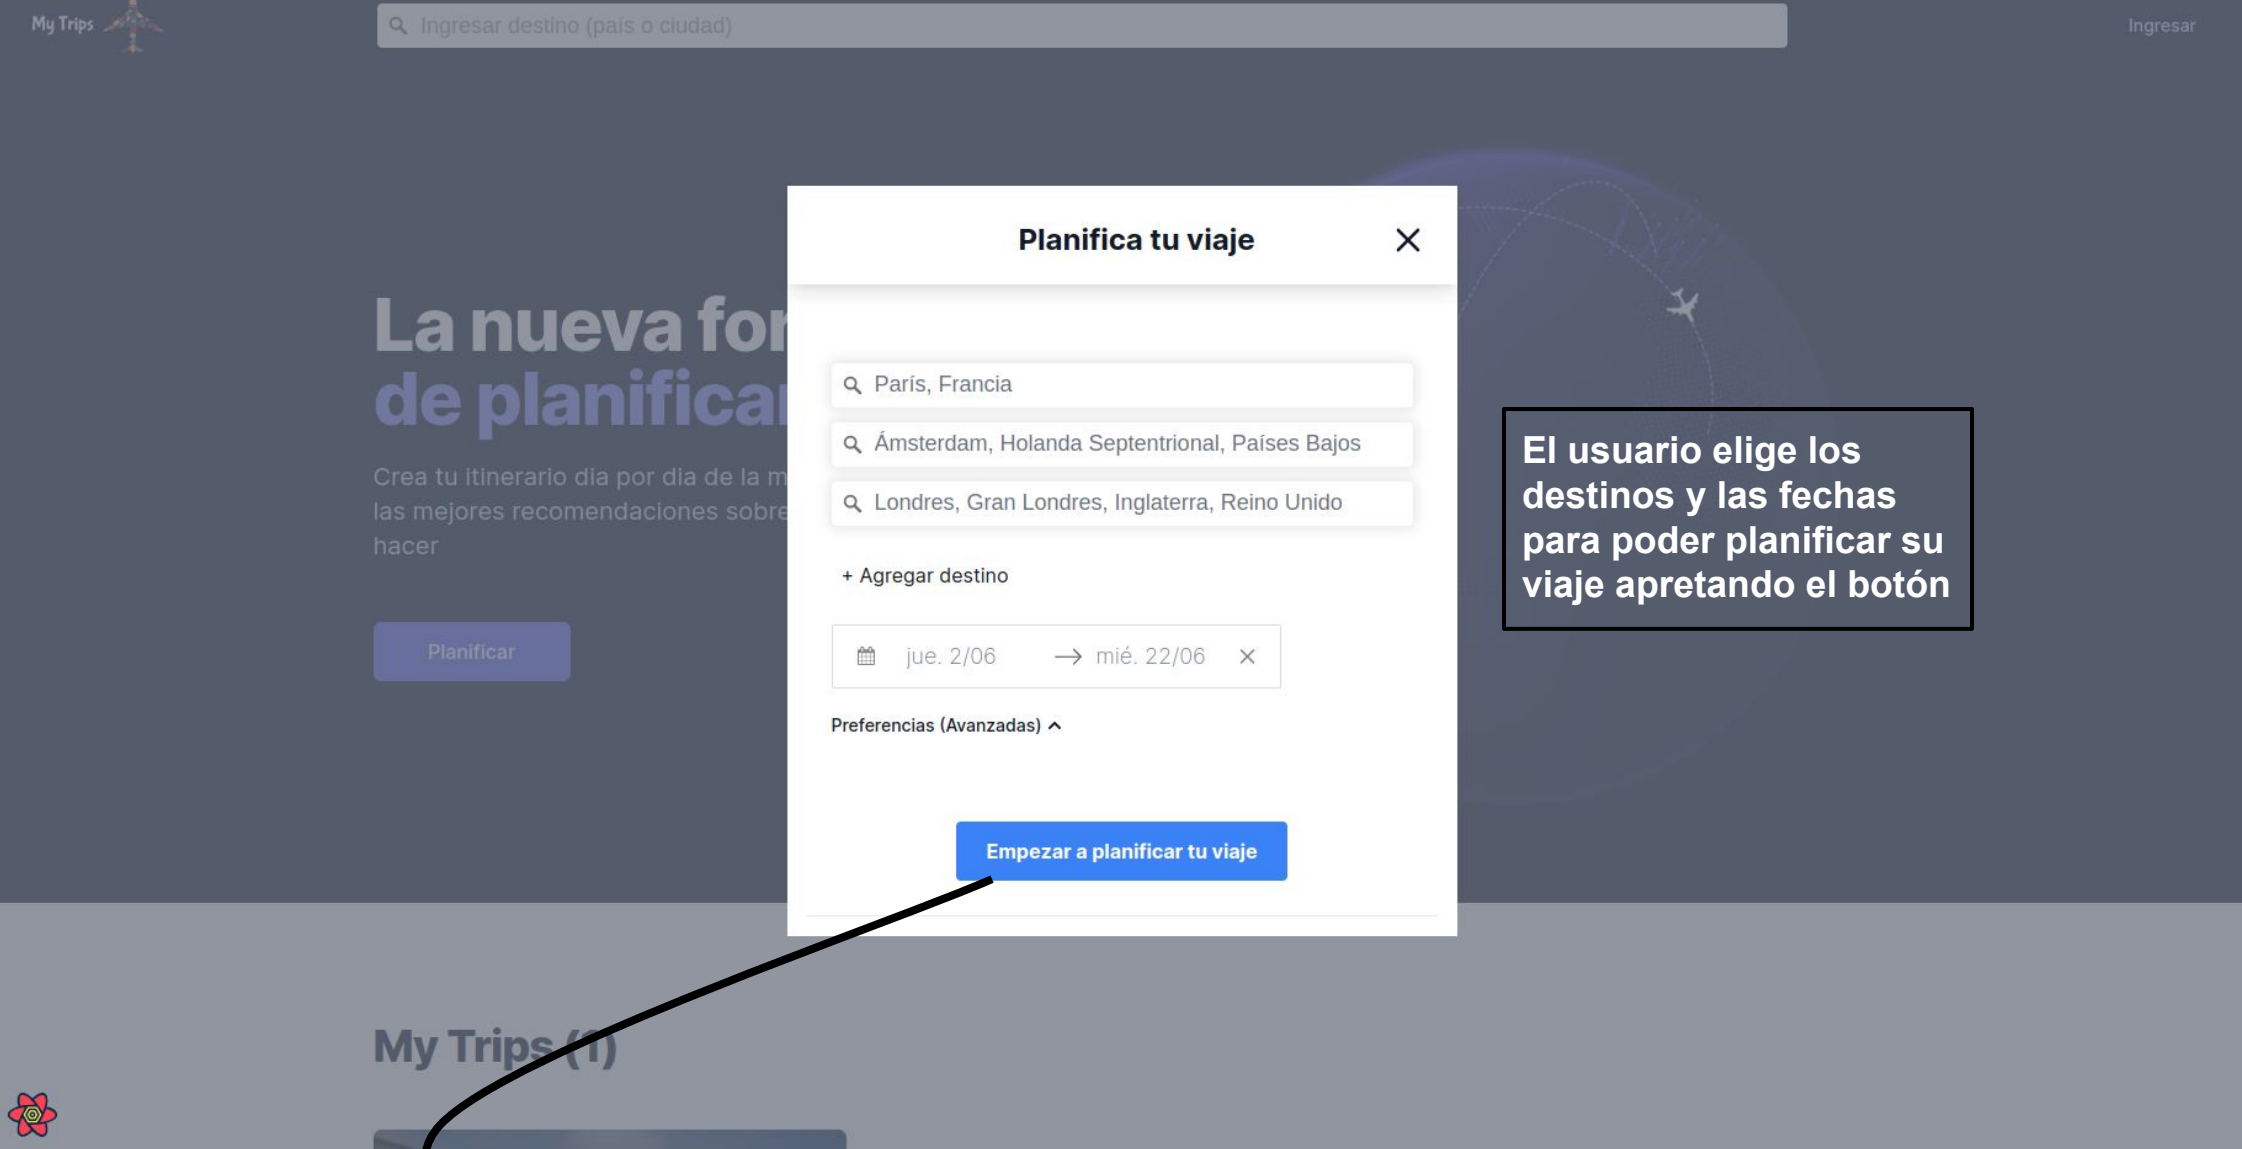 My Trips
Ingresar destino (país o ciudad)
Ingresar
La nueva for
de planificar
Crea tu itinerario dia por dia de la m
las mejores recomendaciones sobre
hacer
Planificar
Planifica tu viaje
París, Francia
Ámsterdam, Holanda Septentrional, Países Bajos
Londres, Gran Londres, Inglaterra, Reino Unido
+ Agregar destino
jue. 2/06 → mié. 22/06 ×
Preferencias (Avanzadas)
Empezar a planificar tu viaje
El usuario elige los
destinos y las fechas
para poder planificar su
viaje apretando el botón
My Trips (1)